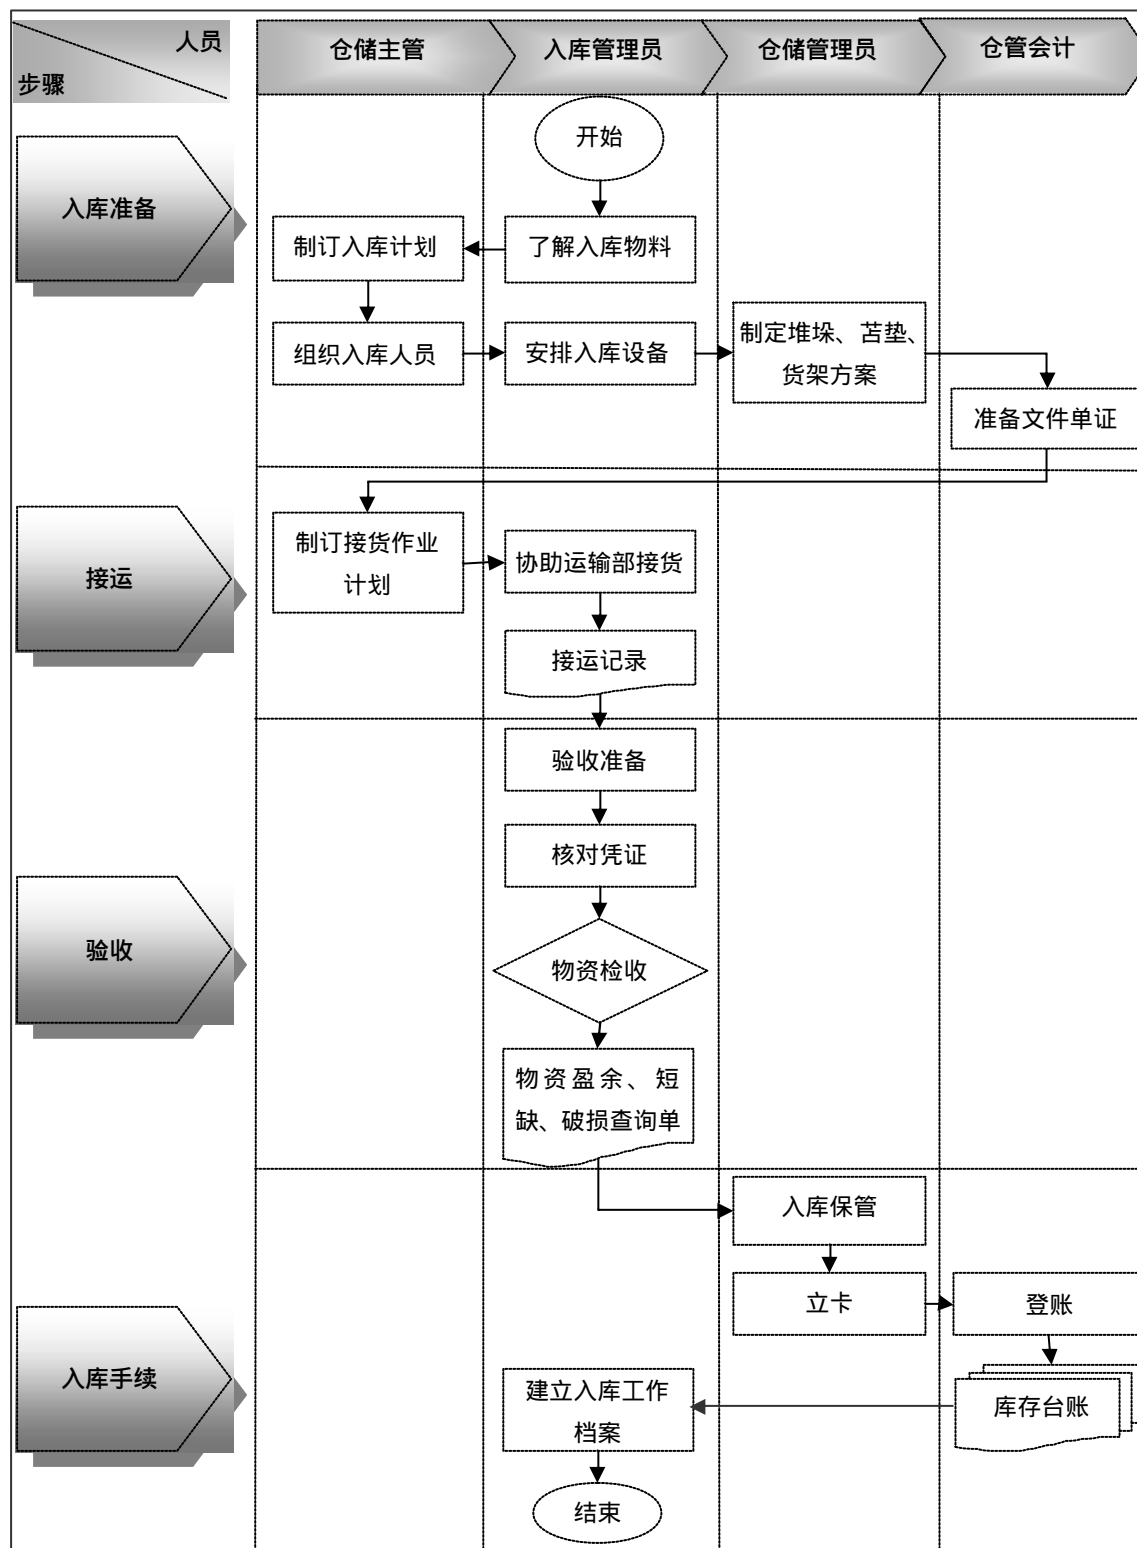 人员
步骤
仓储主管
入库管理员
仓储管理员
仓管会计
入库准备
开始
制订入库计划
了解入库物料
组织入库人员
安排入库设备
制定堆垛、苫垫、
货架方案
准备文件单证
接运
制订接货作业
计划
协助运输部接货
接运记录
验收
验收准备
核对凭证
物资检收
物资盈余、短
缺、破损查询单
入库手续
入库保管
立卡
登账
库存台账
建立入库工作
档案
结束